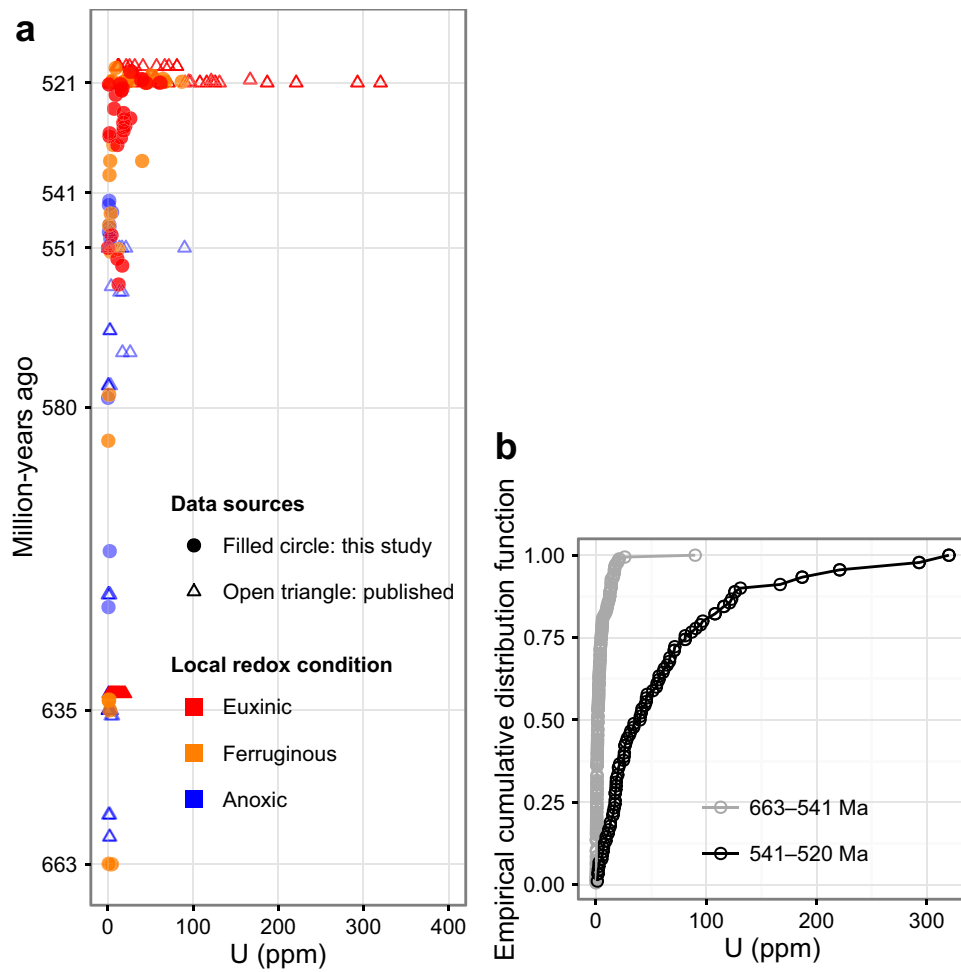 a
521
541
551
580
635
663
Million-years ago
Data sources
Filled circle: this study
Open triangle: published
Local redox condition
Euxinic
Ferruginous
Anoxic
0 100 200 300 400
U (ppm)
b
Empirical cumulative distribution function
1.00
0.75
0.50
0.25
0.00
663–541 Ma
541–520 Ma
0 100 200 300
U (ppm)